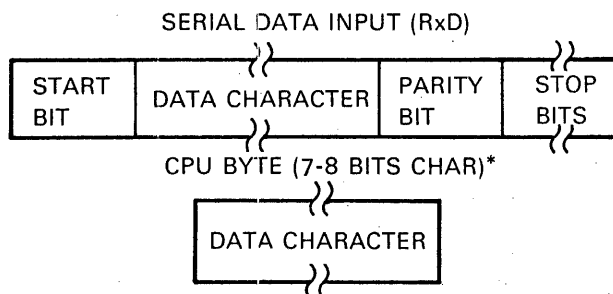 SERIAL DATA INPUT (RxD)
START BIT
DATA CHARACTER
PARITY BIT
STOP BITS
CPU BYTE (7-8 BITS CHAR)*
DATA CHARACTER